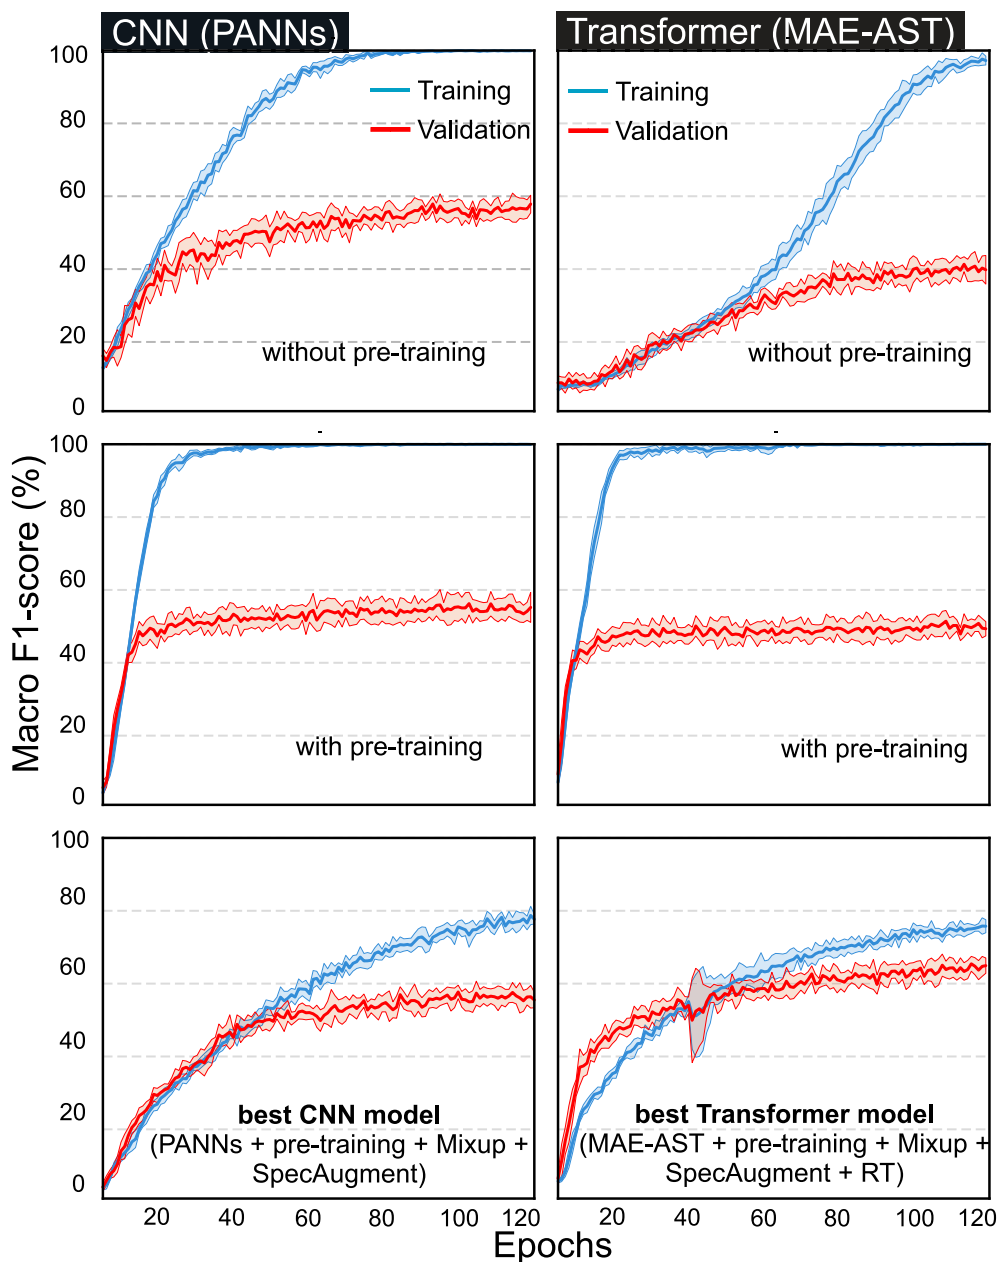 CNN (PANNs)
Transformer (MAE-AST)
100
80
60
40
20
0
Training
Validation
without pre-training
Training
Validation
without pre-training
Macro F1-score (%)
100
80
60
40
20
0
with pre-training
with pre-training
100
80
60
40
20
0
best CNN model
(PANNs + pre-training + Mixup +
SpecAugment)
best Transformer model
(MAE-AST + pre-training + Mixup +
SpecAugment + RT)
20 40 60 80 100 120
20 40 60 80 100 120
Epochs